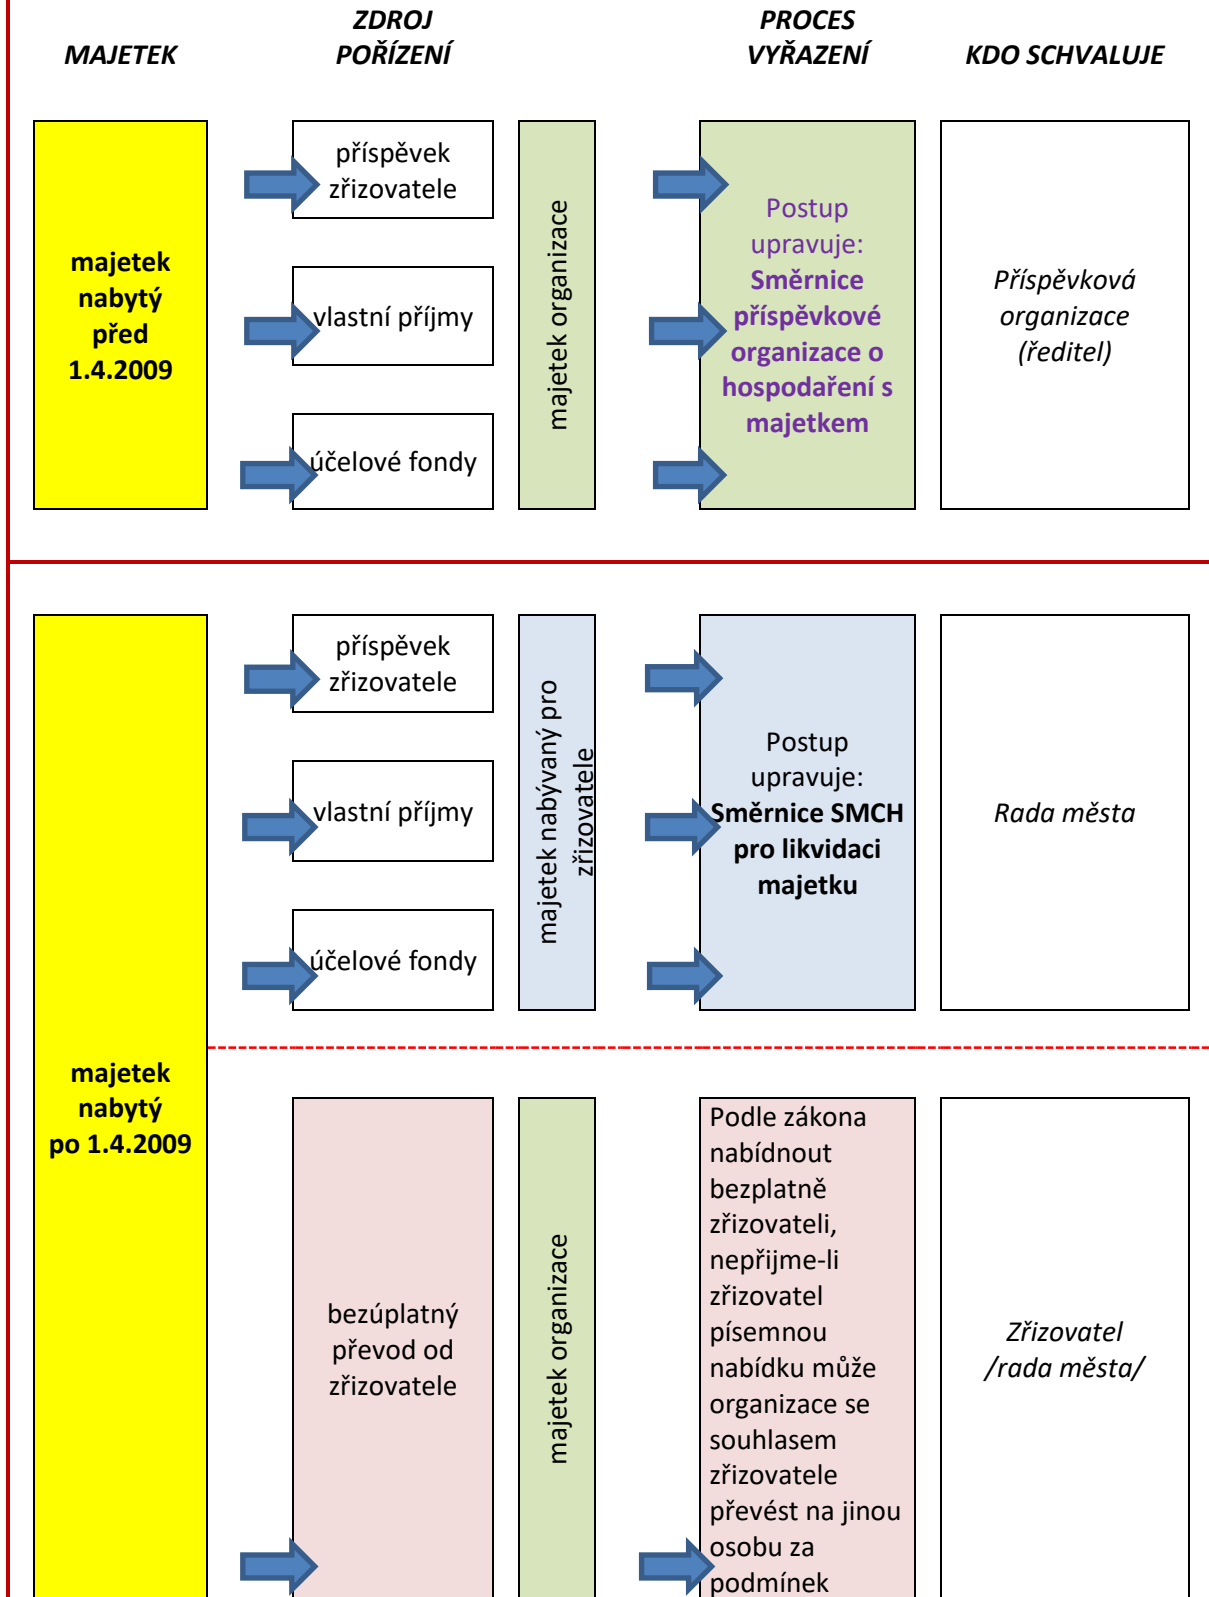 MAJETEK
ZDROJ
POŘÍZENÍ
PROCES
VYŘAZENÍ
KDO SCHVALUJE
majetek
nabytý
před
1.4.2009
příspěvek
zřizovatele
vlastní příjmy
účelové fondy
majetek organizace
Postup
upravuje:
Směrnice
příspěvkové
organizace o
hospodaření s
majetkem
Příspěvková
organizace
(ředitel)
majetek
nabytý
po 1.4.2009
příspěvek
zřizovatele
vlastní příjmy
účelové fondy
majetek nabývaný pro
zřizovatele
Postup
upravuje:
Směrnice SMCH
pro likvidaci
majetku
Rada města
bezúplatný
převod od
zřizovatele
majetek organizace
Podle zákona
nabídnout
bezplatně
zřizovateli,
nepřijme-li
zřizovatel
písemnou
nabídku může
organizace se
souhlasem
zřizovatele
převést na jinou
osobu za
podmínek
Zřizovatel
/rada města/